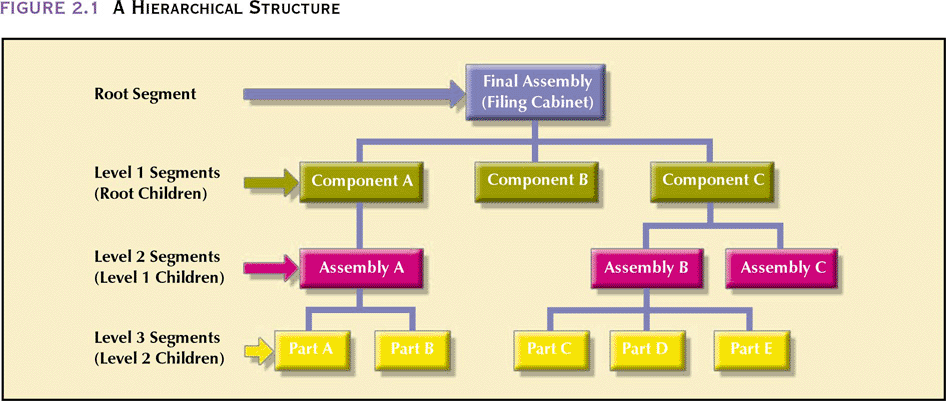 FIGURE 2.1 A HIERARCHICAL STRUCTURE
Root Segment
Final Assembly
(Filing Cabinet)
Level 1 Segments
(Root Children)
Component A
Component B
Component C
Level 2 Segments
(Level 1 Children)
Assembly A
Assembly B
Assembly C
Level 3 Segments
(Level 2 Children)
Part A
Part B
Part C
Part D
Part E